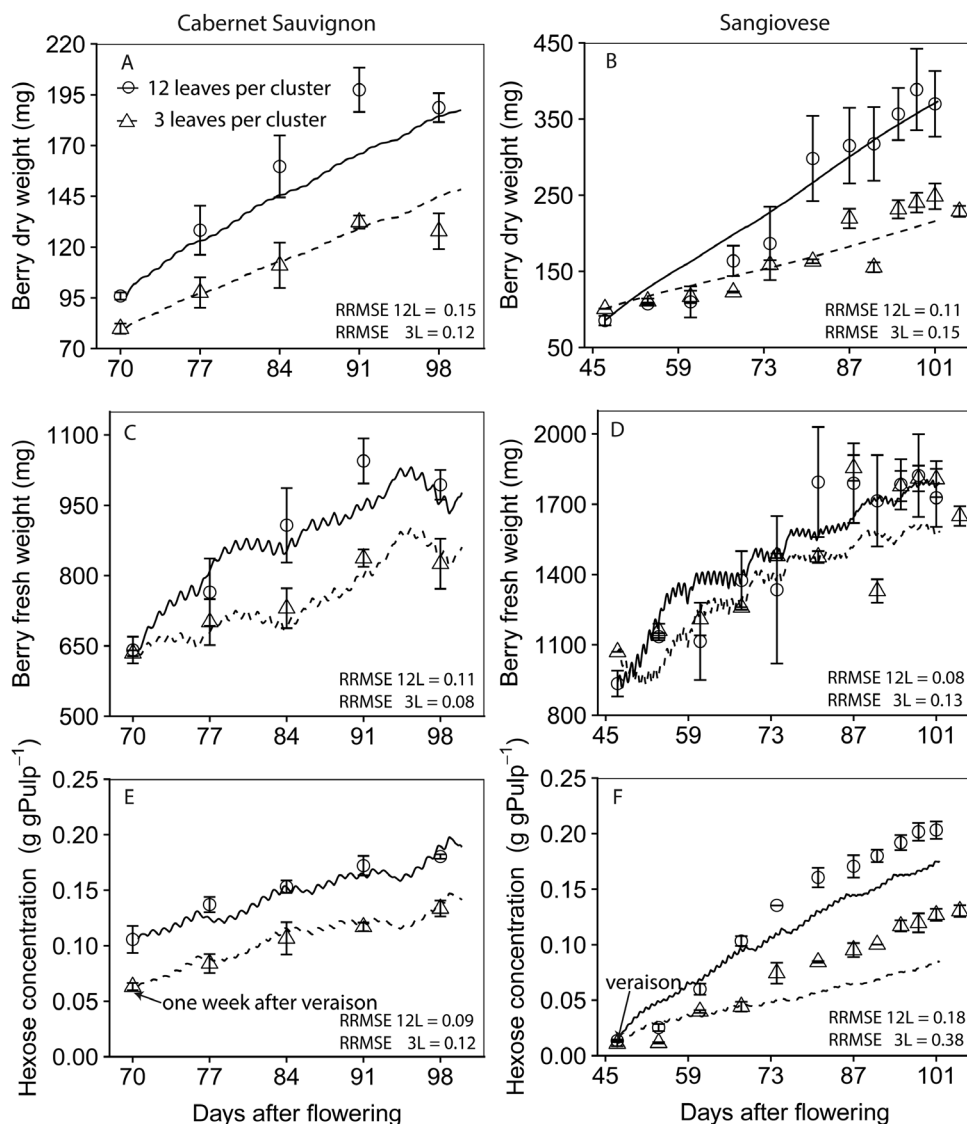 Cabernet Sauvignon
Sangiovese
A
12 leaves per cluster
3 leaves per cluster
Berry dry weight (mg)
220
195
170
145
120
95
70
70 77 84 91 98
RRMSE 12L = 0.15
RRMSE 3L = 0.12
B
Berry dry weight (mg)
450
350
250
150
50
45 59 73 87 101
RRMSE 12L = 0.11
RRMSE 3L = 0.15
C
Berry fresh weight (mg)
1100
950
800
650
500
70 77 84 91 98
RRMSE 12L = 0.11
RRMSE 3L = 0.08
D
Berry fresh weight (mg)
2000
1700
1400
1100
800
45 59 73 87 101
RRMSE 12L = 0.08
RRMSE 3L = 0.13
E
Hexose concentration (g gPulp⁻¹)
0.25
0.20
0.15
0.10
0.05
0.00
one week after veraison
RRMSE 12L = 0.09
RRMSE 3L = 0.12
70 77 84 91 98
Days after flowering
F
Hexose concentration (g gPulp⁻¹)
0.25
0.20
0.15
0.10
0.05
0.00
veraison
RRMSE 12L = 0.18
RRMSE 3L = 0.38
45 59 73 87 101
Days after flowering